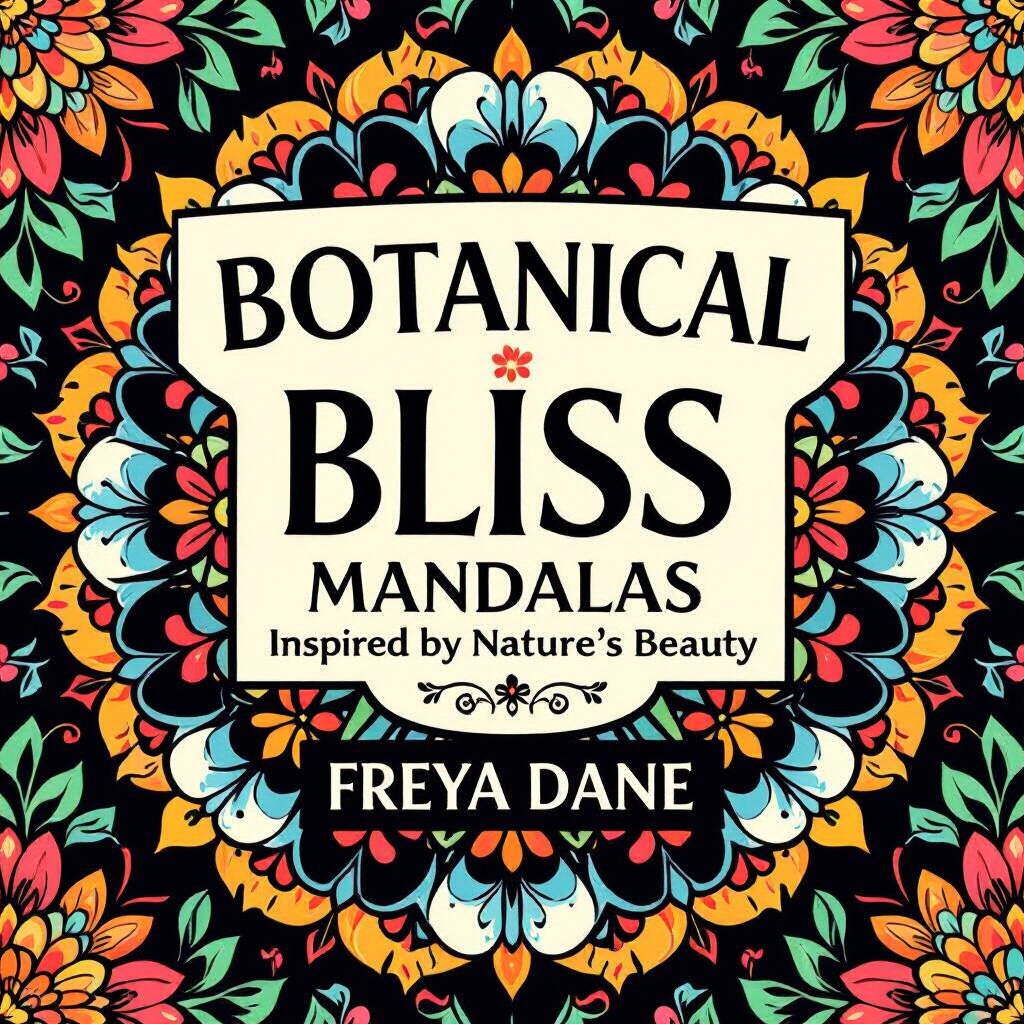 BOTANICAL
BLISS
MANDALAS
Inspired by Nature's Beauty
FREYA DANE